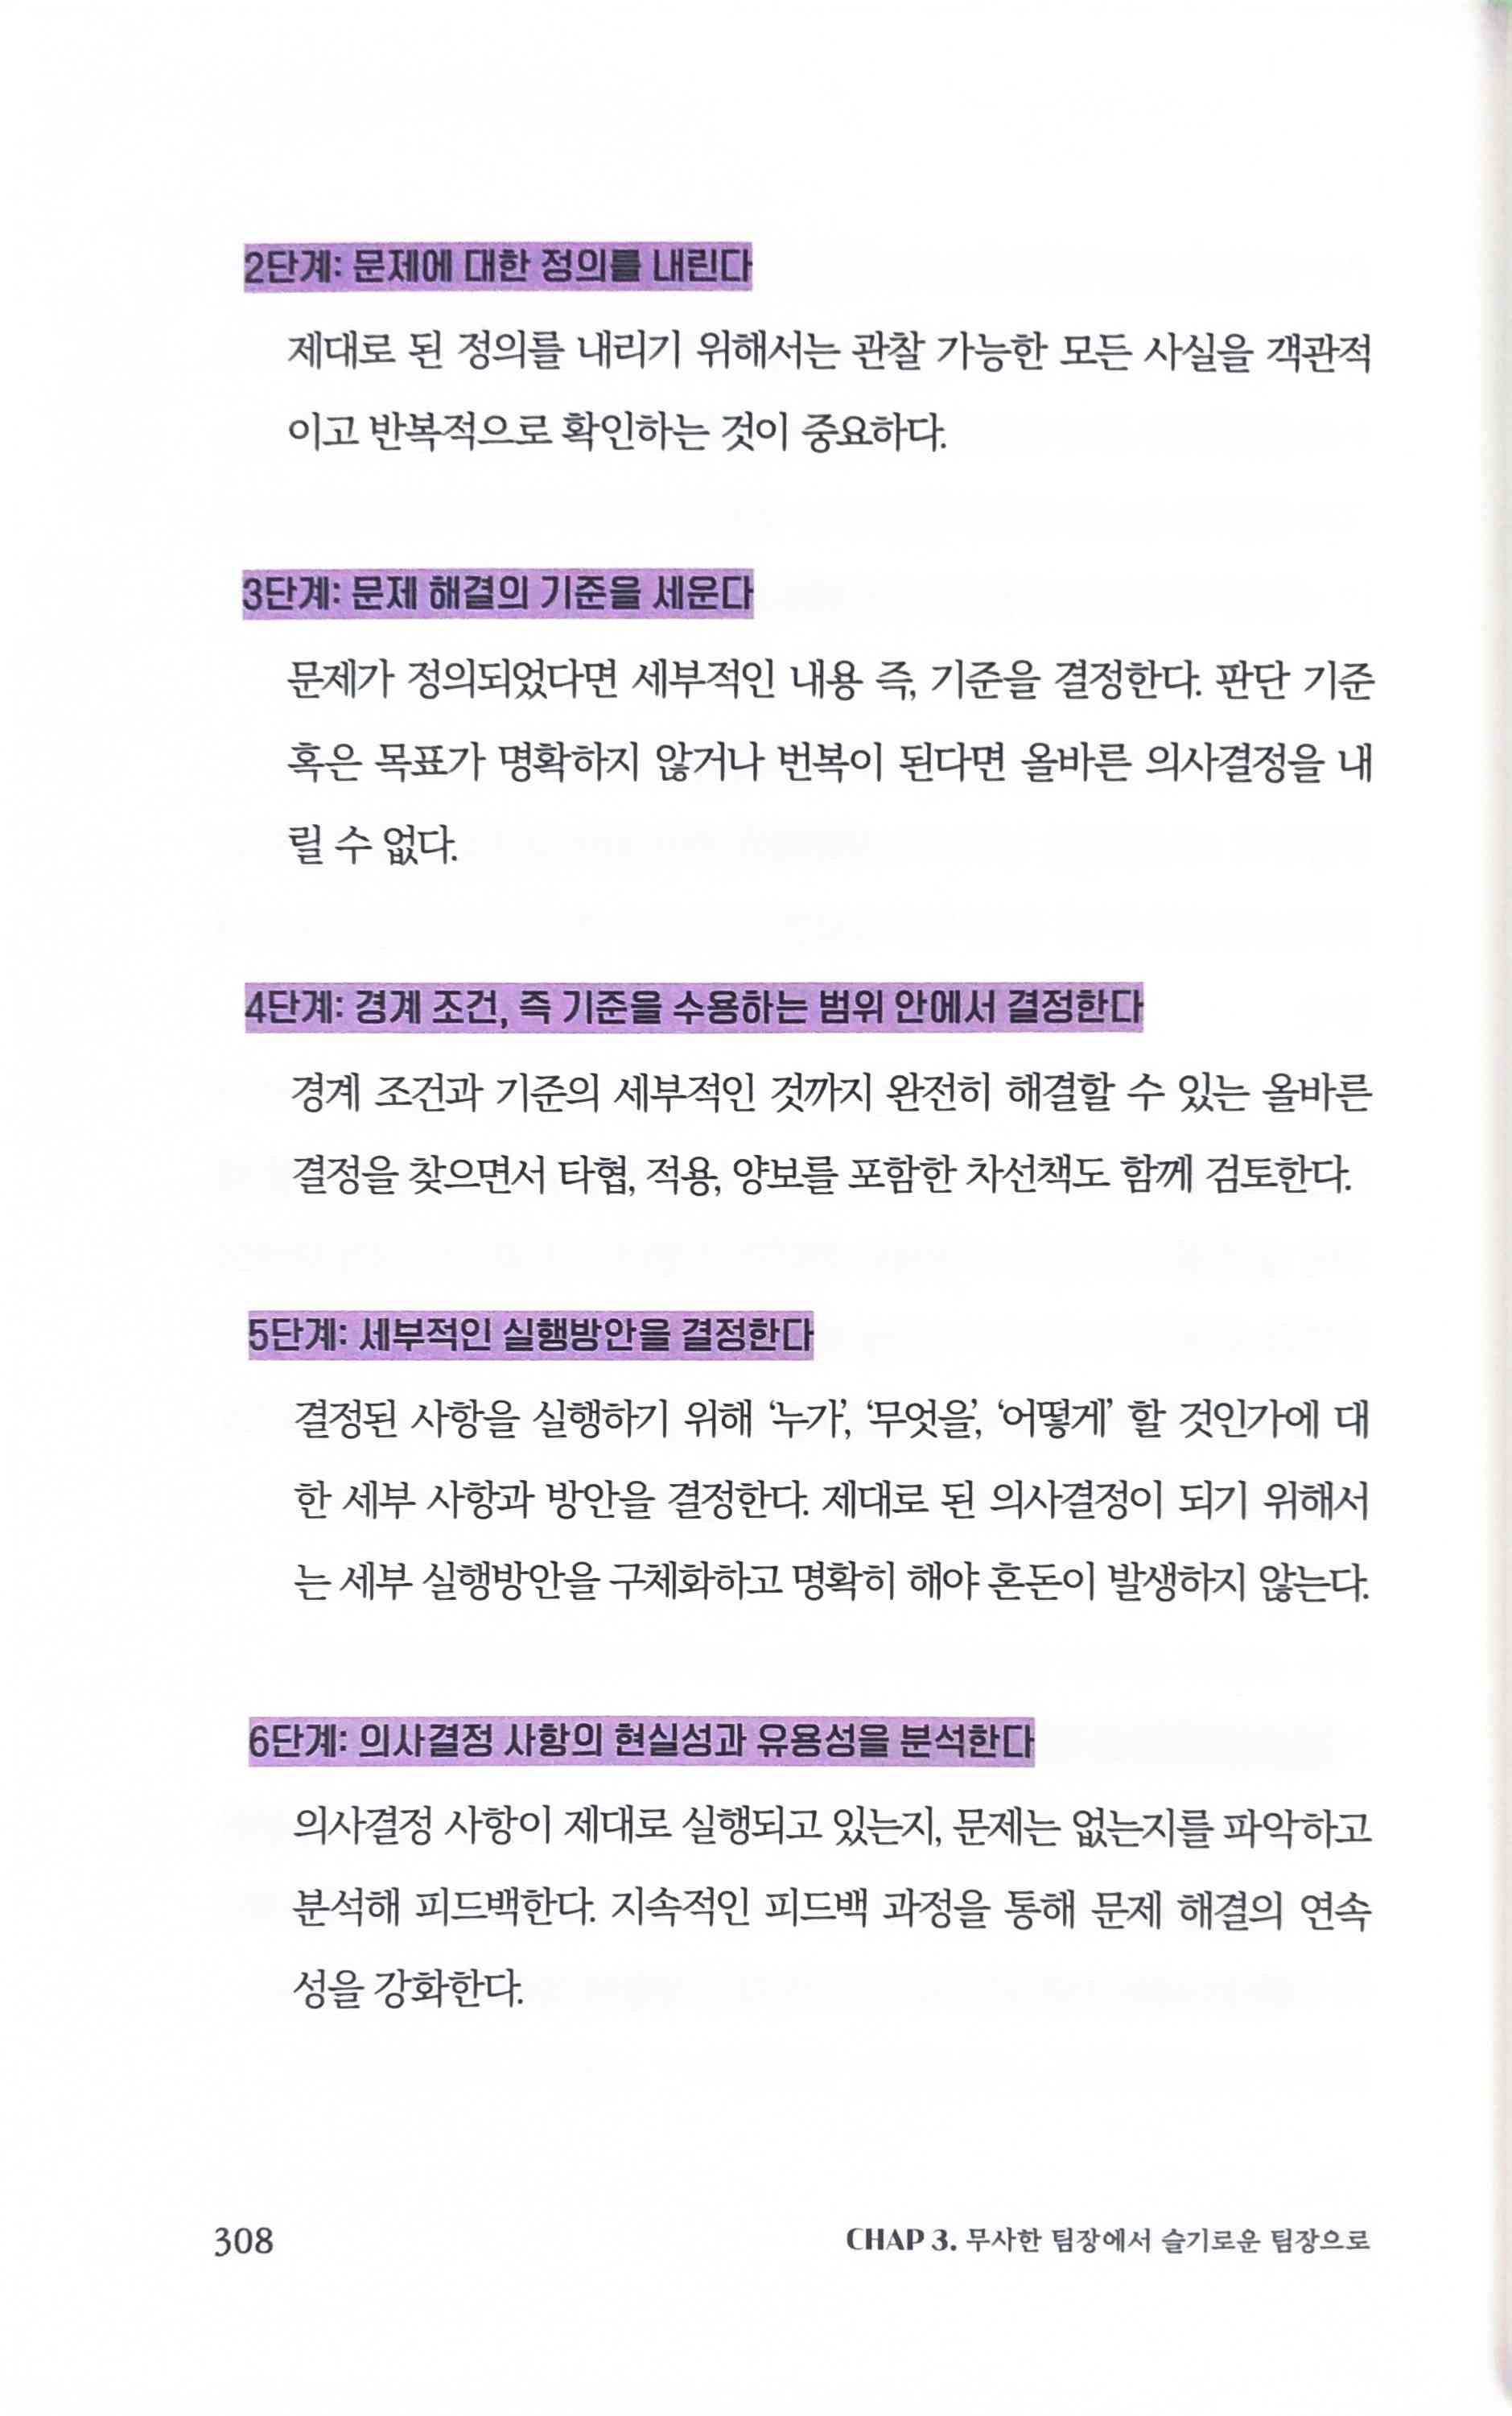 2단계: 문제에 대한 정의를 내린다
제대로 된 정의를 내리기 위해서는 관찰 가능한 모든 사실을 객관적
이고 반복적으로 확인하는 것이 중요하다.
3단계: 문제 해결의 기준을 세운다
문제가 정의되었다면 세부적인 내용 즉, 기준을 결정한다. 판단 기준
혹은 목표가 명확하지 않거나 번복이 된다면 올바른 의사결정을 내
릴 수 없다.
4단계: 경계 조건, 즉 기준을 수용하는 범위 안에서 결정한다
경계 조건과 기준의 세부적인 것까지 완전히 해결할 수 있는 올바른
결정을 찾으면서 타협, 적용, 양보를 포함한 차선책도 함께 검토한다.
5단계: 세부적인 실행방안을 결정한다
결정된 사항을 실행하기 위해 ‘누가’, ‘무엇을’, ‘어떻게’ 할 것인가에 대
한 세부 사항과 방안을 결정한다. 제대로 된 의사결정이 되기 위해서
는 세부 실행방안을 구체화하고 명확히 해야 혼돈이 발생하지 않는다.
6단계: 의사결정 사항의 현실성과 유용성을 분석한다
의사결정 사항이 제대로 실행되고 있는지, 문제는 없는지를 파악하고
분석해 피드백한다. 지속적인 피드백 과정을 통해 문제 해결의 연속
성을 강화한다.
308
CHAP 3. 무사한 팀장에서 슬기로운 팀장으로